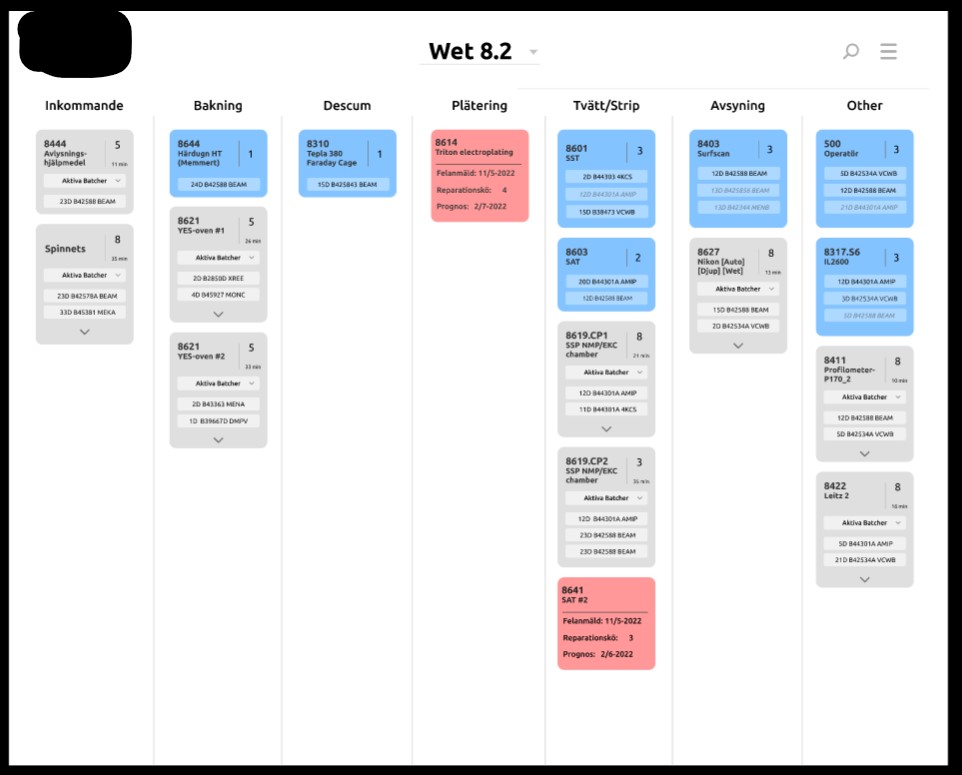 Wet 8.2
Inkommande
8444
Avlysnings-
hjälpmedel
5
11 min
Aktiva Batcher
23D B42588 BEAM
Spinnets
8
35 min
Aktiva Batcher
23D B42578A BEAM
33D B45381 MEKA
Bakning
8644
Härdugn HT
(Memmert)
1
24D B42588 BEAM
8621
YES-oven #1
5
26 min
Aktiva Batcher
2D B2850D XREE
4D B45927 MONC
8621
YES-oven #2
5
33 min
Aktiva Batcher
2D B43363 MENA
1D B39667D DMPV
Descum
8310
Tepla 380
Faraday Cage
1
15D B425843 BEAM
Plätering
8614
Triton electroplating
Felanmäld: 11/5-2022
Reparationskö: 4
Prognos: 2/7-2022
Tvätt/Strip
8601
SST
3
2D B44303 4KCS
12D B44301A AMIP
15D B38473 VCWB
8603
SAT
2
28D B44301A AMIP
12D B42588 BEAM
8619.CP1
SSP NMP/EKC
chamber
8
21 min
Aktiva Batcher
12D B44301A AMIP
11D B44301A 4KCS
8619.CP2
SSP NMP/EKC
chamber
3
35 min
Aktiva Batcher
12D B44301A AMIP
23D B42588 BEAM
23D B42588 BEAM
8641
SAT #2
Felanmäld: 11/5-2022
Reparationskö: 3
Prognos: 2/6-2022
Avsyning
8403
Surfscan
3
12D B42588 BEAM
13D B425856 BEAM
13D B42344 MENB
8627
Nikon [Auto]
[Djup] [Wet]
8
13 min
Aktiva Batcher
15D B42588 BEAM
2D B42534A VCWB
Other
500
Operatör
3
5D B42534A VCWB
12D B42588 BEAM
21D B44301A AMIP
8317.S6
IL2600
3
12D B44301A AMIP
3D B42534A VCWB
5D B42588 BEAM
8411
Profilometer-
P170_2
8
10 min
Aktiva Batcher
12D B42588 BEAM
5D B42534A VCWB
8422
Leitz 2
8
16 min
Aktiva Batcher
5D B44301A AMIP
21D B42534A VCWB